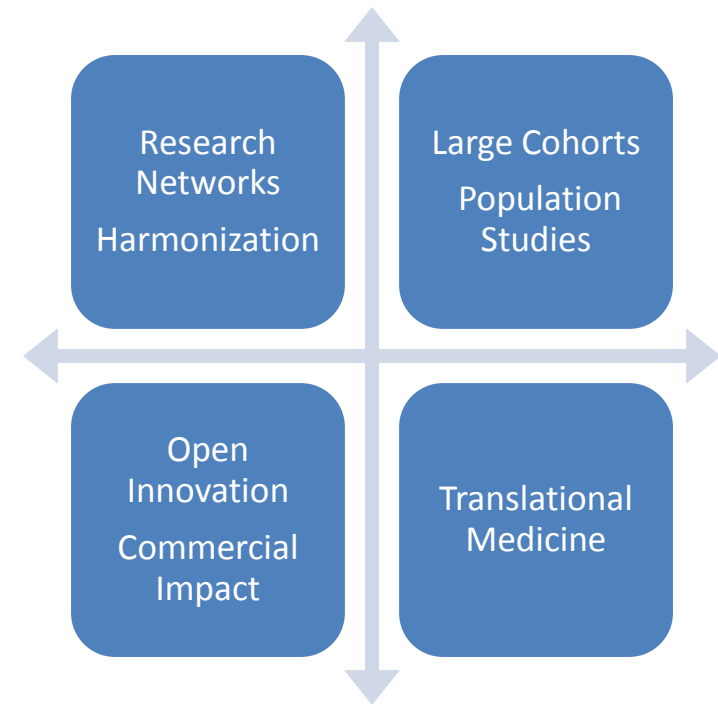 Research
Networks
Harmonization
Large Cohorts
Population
Studies
Open
Innovation
Commercial
Impact
Translational
Medicine